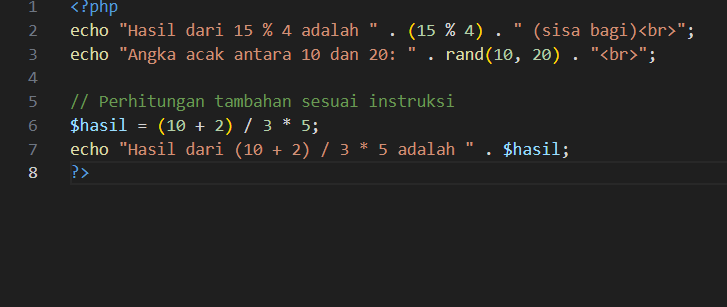 1 <?php
2 echo "Hasil dari 15 % 4 adalah " . (15 % 4) . " (sisa bagi)<br>";
3 echo "Angka acak antara 10 dan 20: " . rand(10, 20) . "<br>";
4
5 // Perhitungan tambahan sesuai instruksi
6 $hasil = (10 + 2) / 3 * 5;
7 echo "Hasil dari (10 + 2) / 3 * 5 adalah " . $hasil;
8 ?>